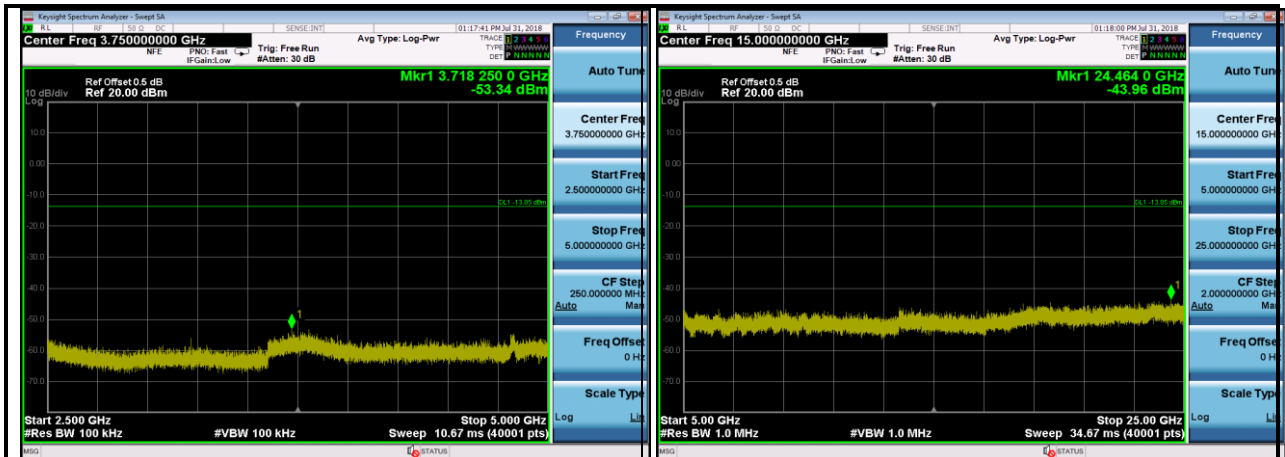 Keysight Spectrum Analyzer - Swept SA
RL RF 50 Ω DC SENSE:INT 01:17:41 PM Jul 31, 2018
Center Freq 3.750000000 GHz
NFE PNO: Fast IFGain:Low
Trig: Free Run #Atten: 30 dB
Avg Type: Log-Pwr
TRACE 1 2 3 4 5 6
TYPE M WWWWW
DET P NNNNN
Ref Offset 0.5 dB
10 dB/div Ref 20.00 dBm
Log
Mkr1 3.718 250 0 GHz
-53.34 dBm
10.0
0.00
-10.0
DL1 -13.85 dBm
-20.0
-30.0
-40.0
1
-50.0
-60.0
-70.0
Start 2.500 GHz Stop 5.000 GHz
#Res BW 100 kHz #VBW 100 kHz Sweep 10.67 ms (40001 pts)
MSG STATUS
Frequency
Auto Tune
Center Freq
3.750000000 GHz
Start Freq
2.500000000 GHz
Stop Freq
5.000000000 GHz
CF Step
250.000000 MHz
Auto Man
Freq Offset
0 Hz
Scale Type
Log Lin
Keysight Spectrum Analyzer - Swept SA
RL RF 50 Ω DC SENSE:INT 01:18:00 PM Jul 31, 2018
Center Freq 15.000000000 GHz
NFE PNO: Fast IFGain:Low
Trig: Free Run #Atten: 30 dB
Avg Type: Log-Pwr
TRACE 1 2 3 4 5 6
TYPE M WWWWW
DET P NNNNN
Ref Offset 0.5 dB
10 dB/div Ref 20.00 dBm
Log
Mkr1 24.464 0 GHz
-43.96 dBm
10.0
0.00
-10.0
DL1 -13.85 dBm
-20.0
-30.0
-40.0
1
-50.0
-60.0
-70.0
Start 5.00 GHz Stop 25.00 GHz
#Res BW 1.0 MHz #VBW 1.0 MHz Sweep 34.67 ms (40001 pts)
MSG STATUS
Frequency
Auto Tune
Center Freq
15.000000000 GHz
Start Freq
5.000000000 GHz
Stop Freq
25.000000000 GHz
CF Step
2.000000000 GHz
Auto Man
Freq Offset
0 Hz
Scale Type
Log Lin